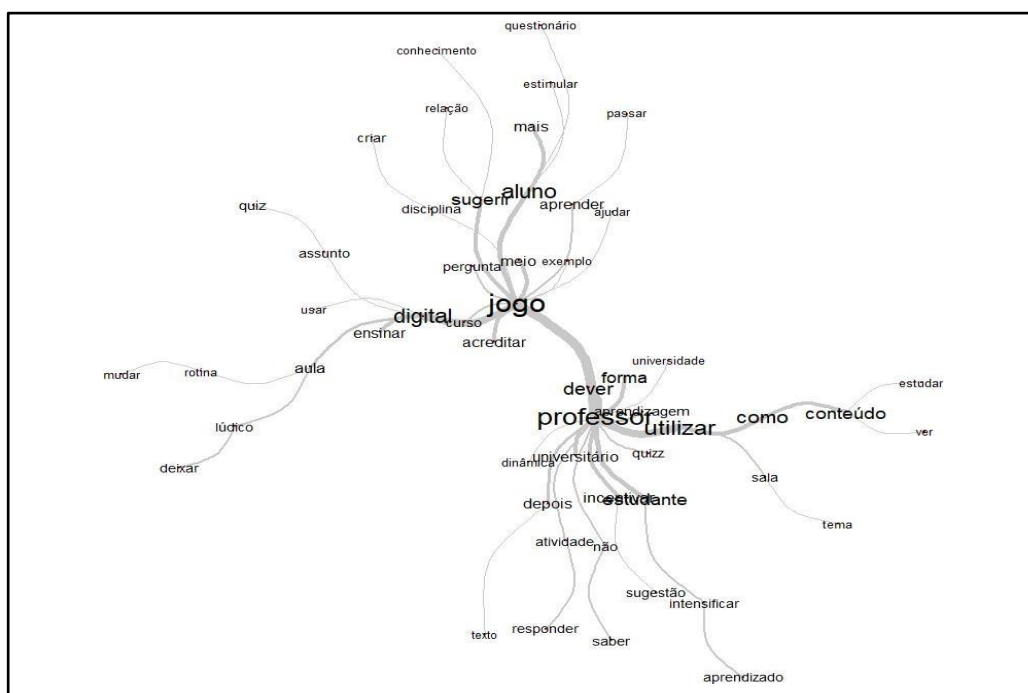 questionário
conhecimento
estimular
relação
passar
mais
criar
aluno
sugerir
quiz
disciplina
aprender
ajudar
assunto
pergunta
meio
exemplo
jogo
usar
digital
curso
ensinar
acreditar
universidade
aula
mudar
rotina
forma
dever
estudar
aprendizagem
professor
utilizar
como
conteúdo
lúdico
ver
universitário
quizz
dinâmica
deixar
sala
incentivar
estudante
depois
tema
atividade
não
sugestão
intensificar
texto
responder
saber
aprendizado